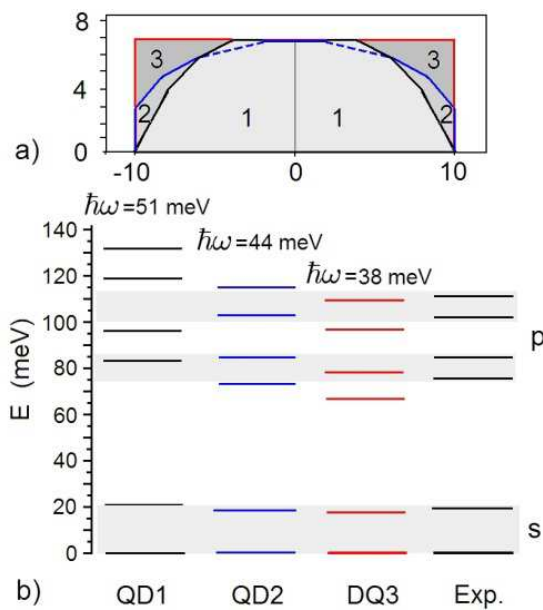 8
4
0
3
3
2
1
1
2
a)
-10
0
10
ℏω=51 meV
ℏω=44 meV
ℏω=38 meV
140
120
100
80
60
40
20
0
E (meV)
p
s
b)
QD1
QD2
DQ3
Exp.